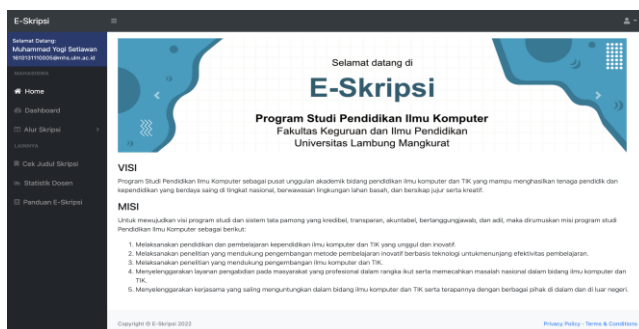 E-Skripsi
Selamat Datang:
Muhammad Yogi Setiawan
MAHASISWA
Home
Dashboard
Alur Skripsi
LAINNYA
Cek Judul Skripsi
Statistik Dosen
Panduan E-Skripsi
Selamat datang di
E-Skripsi
Program Studi Pendidikan Ilmu Komputer
Fakultas Keguruan dan Ilmu Pendidikan
Universitas Lambung Mangkurat
VISI
Program Studi Pendidikan Ilmu Komputer sebagai pusat unggulan akademik bidang pendidikan ilmu komputer dan TIK yang mampu menghasilkan tenaga pendidik dan
kependidikan yang berdaya saing di tingkat nasional, berwawasan lingkungan lahan basah, dan bersikap jujur serta kreatif.
MISI
Untuk mewujudkan visi program studi dan sistem tata pamong yang kredibel, transparan, akuntabel, bertanggungjawab, dan adil, maka dirumuskan misi program studi
Pendidikan Ilmu Komputer sebagai berikut:
1. Melaksanakan pendidikan dan pembelajaran kependidikan ilmu komputer dan TIK yang unggul dan inovatif.
2. Melaksanakan penelitian yang mendukung pengembangan metode pembelajaran inovatif berbasis teknologi untukmenunjang efektivitas pembelajaran.
3. Melaksanakan penelitian yang mendukung pengembangan ilmu komputer dan TIK.
4. Menyelenggarakan layanan pengabdian pada masyarakat yang profesional dalam rangka ikut serta memecahkan masalah nasional dalam bidang ilmu komputer dan
TIK.
5. Menyelenggarakan kerjasama yang saling menguntungkan dalam bidang ilmu komputer dan TIK serta terapannya dengan berbagai pihak di dalam dan di luar negeri.
Copyright © E-Skripsi 2022
Privacy Policy · Terms & Conditions